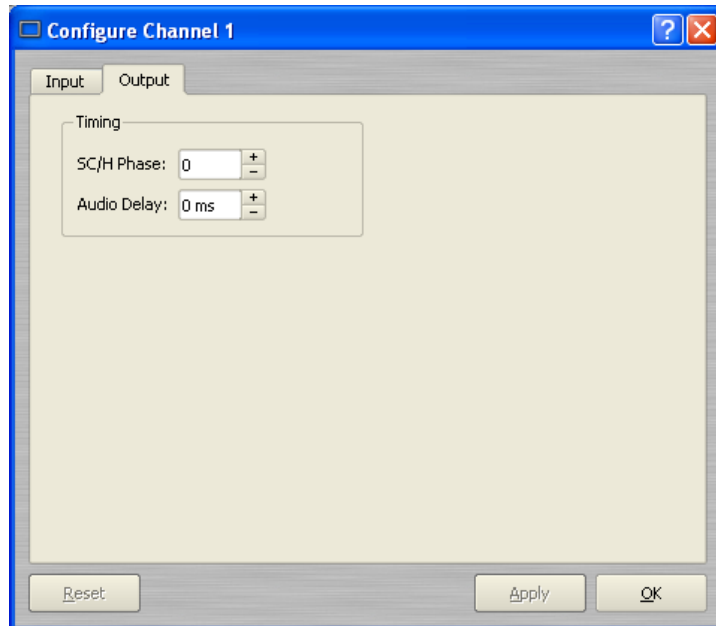 Configure Channel 1
?
Input
Output
Timing
SC/H Phase: 0 + -
Audio Delay: 0 ms + -
Reset
Apply
OK